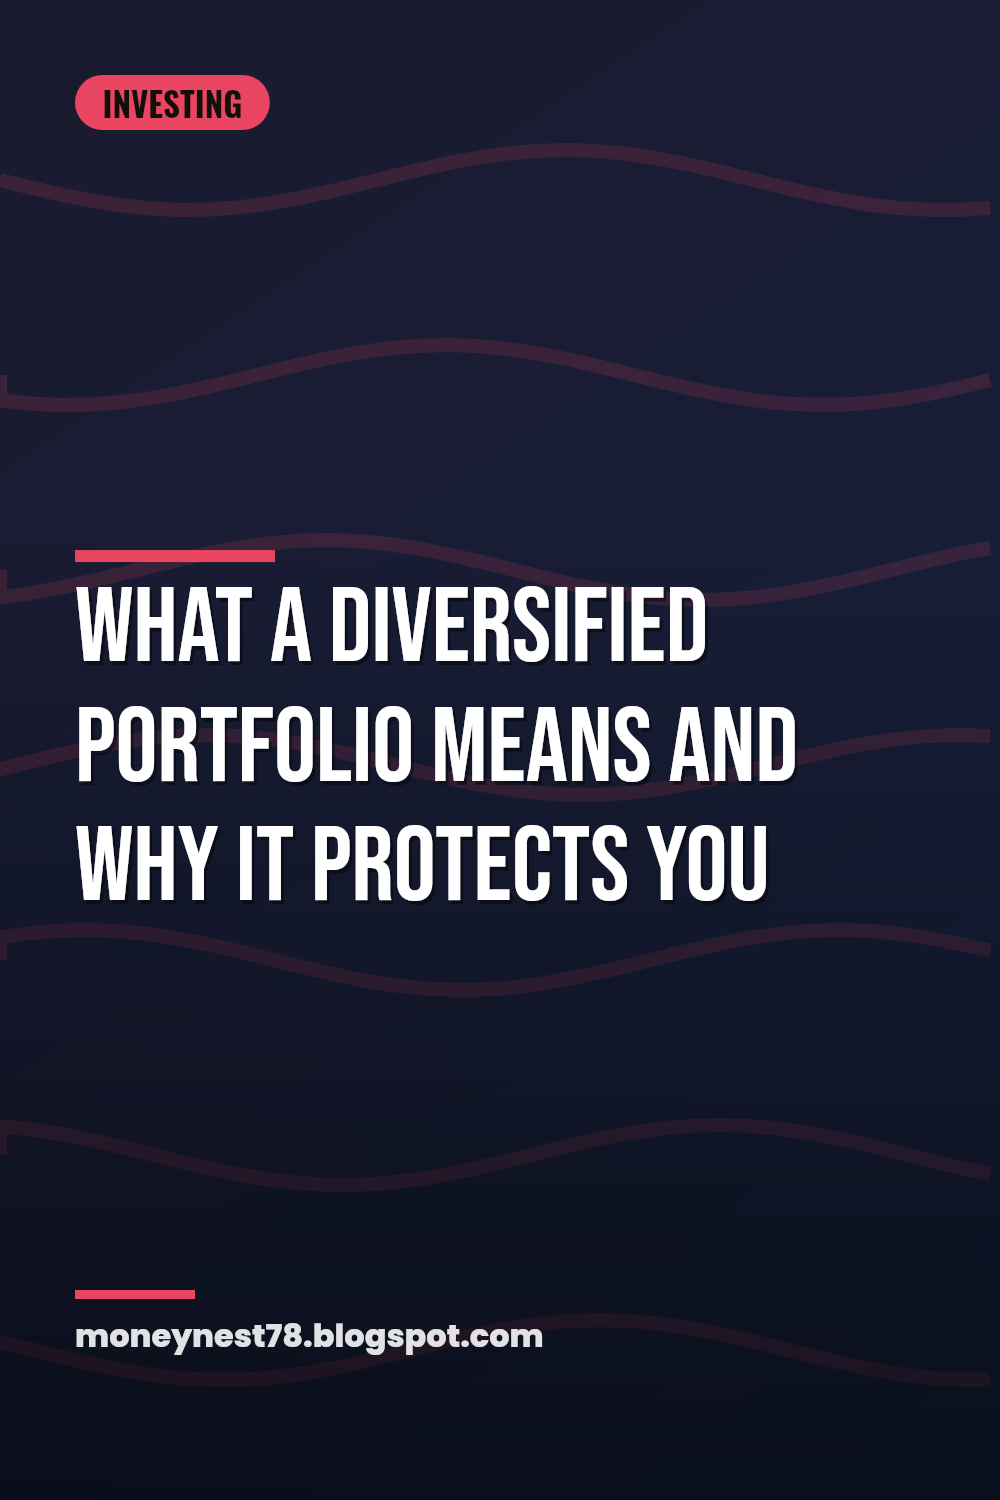 INVESTING
WHAT A DIVERSIFIED
PORTFOLIO MEANS AND
WHY IT PROTECTS YOU
moneynest78.blogspot.com